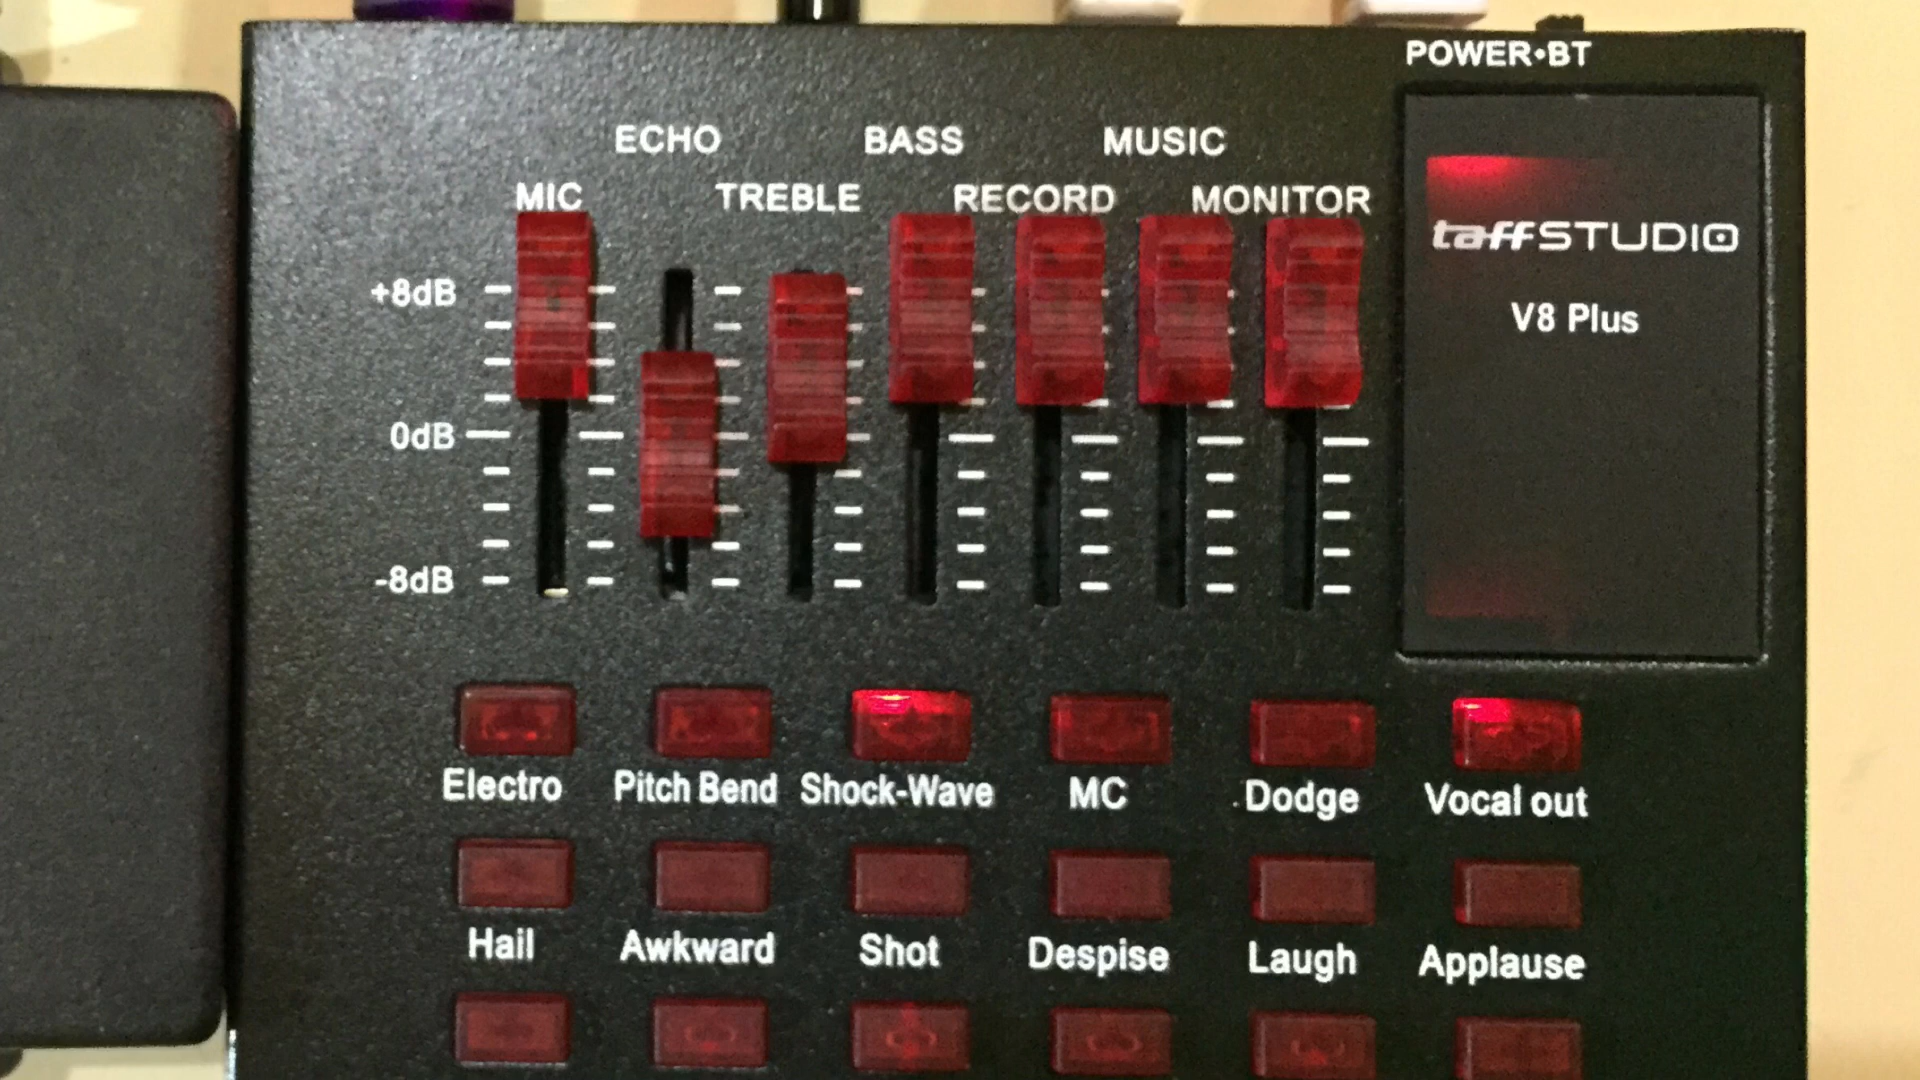 POWER•BT
ECHO BASS MUSIC
MIC TREBLE RECORD MONITOR
taffSTUDIO
V8 Plus
+8dB
0dB
-8dB
Electro Pitch Bend Shock-Wave MC Dodge Vocal out
Hail Awkward Shot Despise Laugh Applause